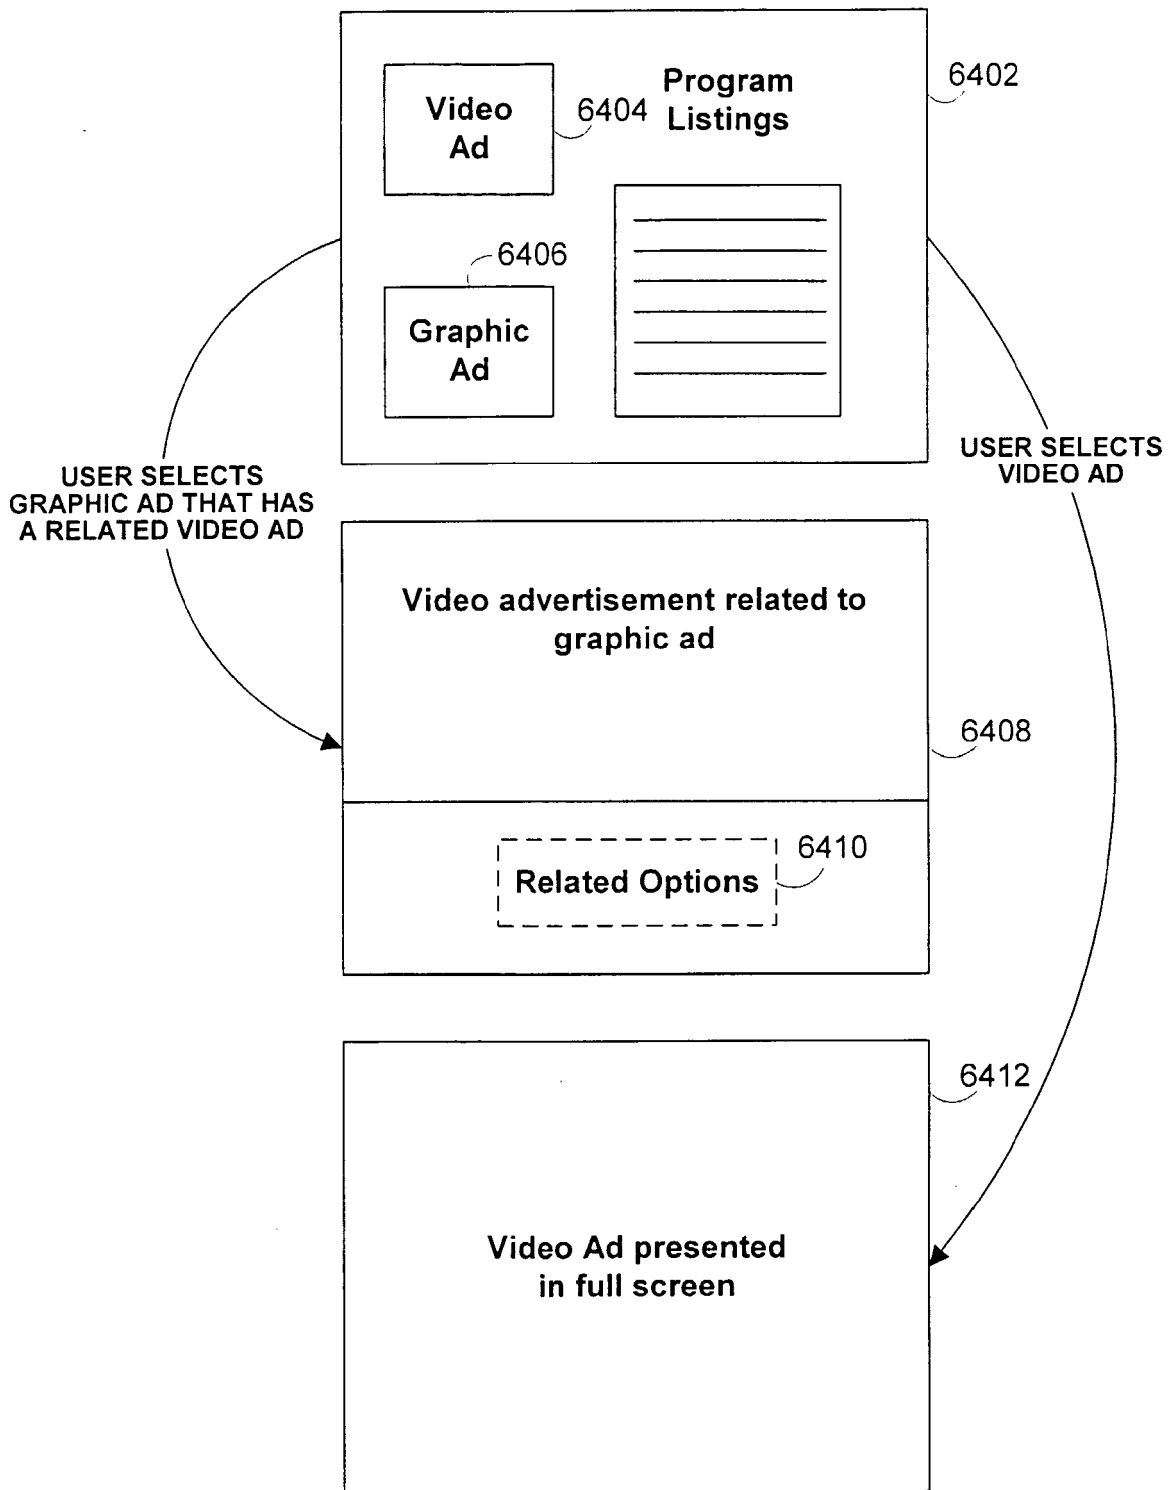 Program
Listings
6402
Video
Ad
6404
6406
Graphic
Ad
USER SELECTS
GRAPHIC AD THAT HAS
A RELATED VIDEO AD
USER SELECTS
VIDEO AD
Video advertisement related to
graphic ad
6408
Related Options
6410
6412
Video Ad presented
in full screen